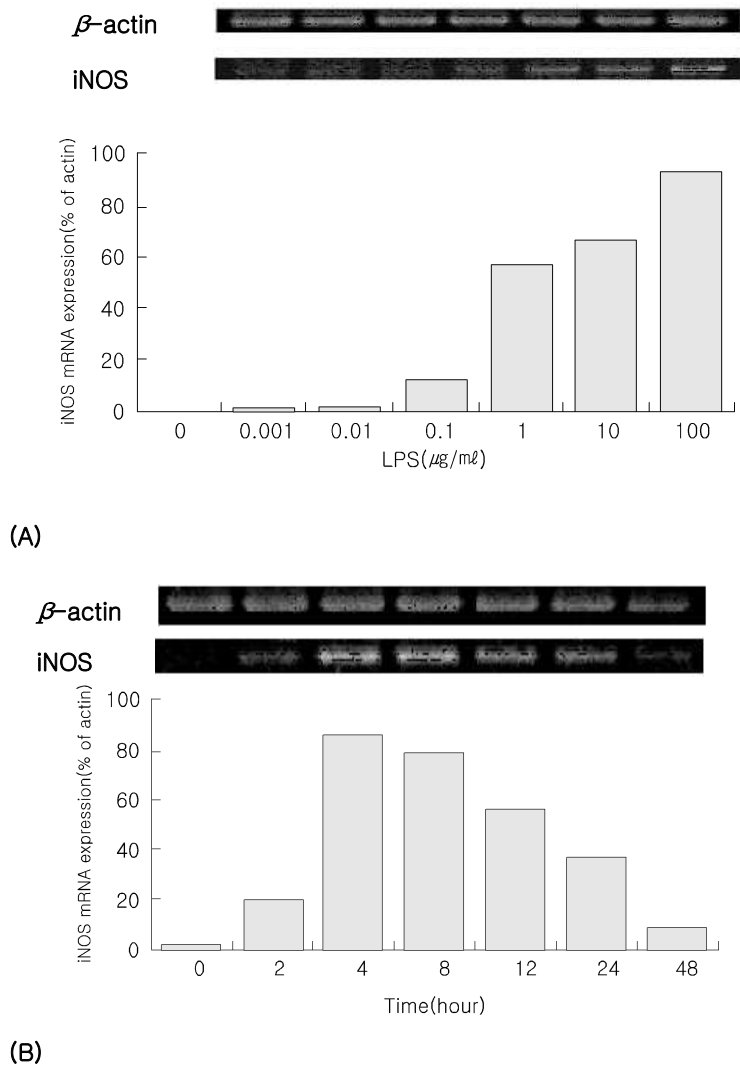 β-actin
iNOS
iNOS mRNA expression(% of actin)
100
80
60
40
20
0
0 0.001 0.01 0.1 1 10 100
LPS(㎍/㎖)
(A)
β-actin
iNOS
iNOS mRNA expression(% of actin)
100
80
60
40
20
0
0 2 4 8 12 24 48
Time(hour)
(B)